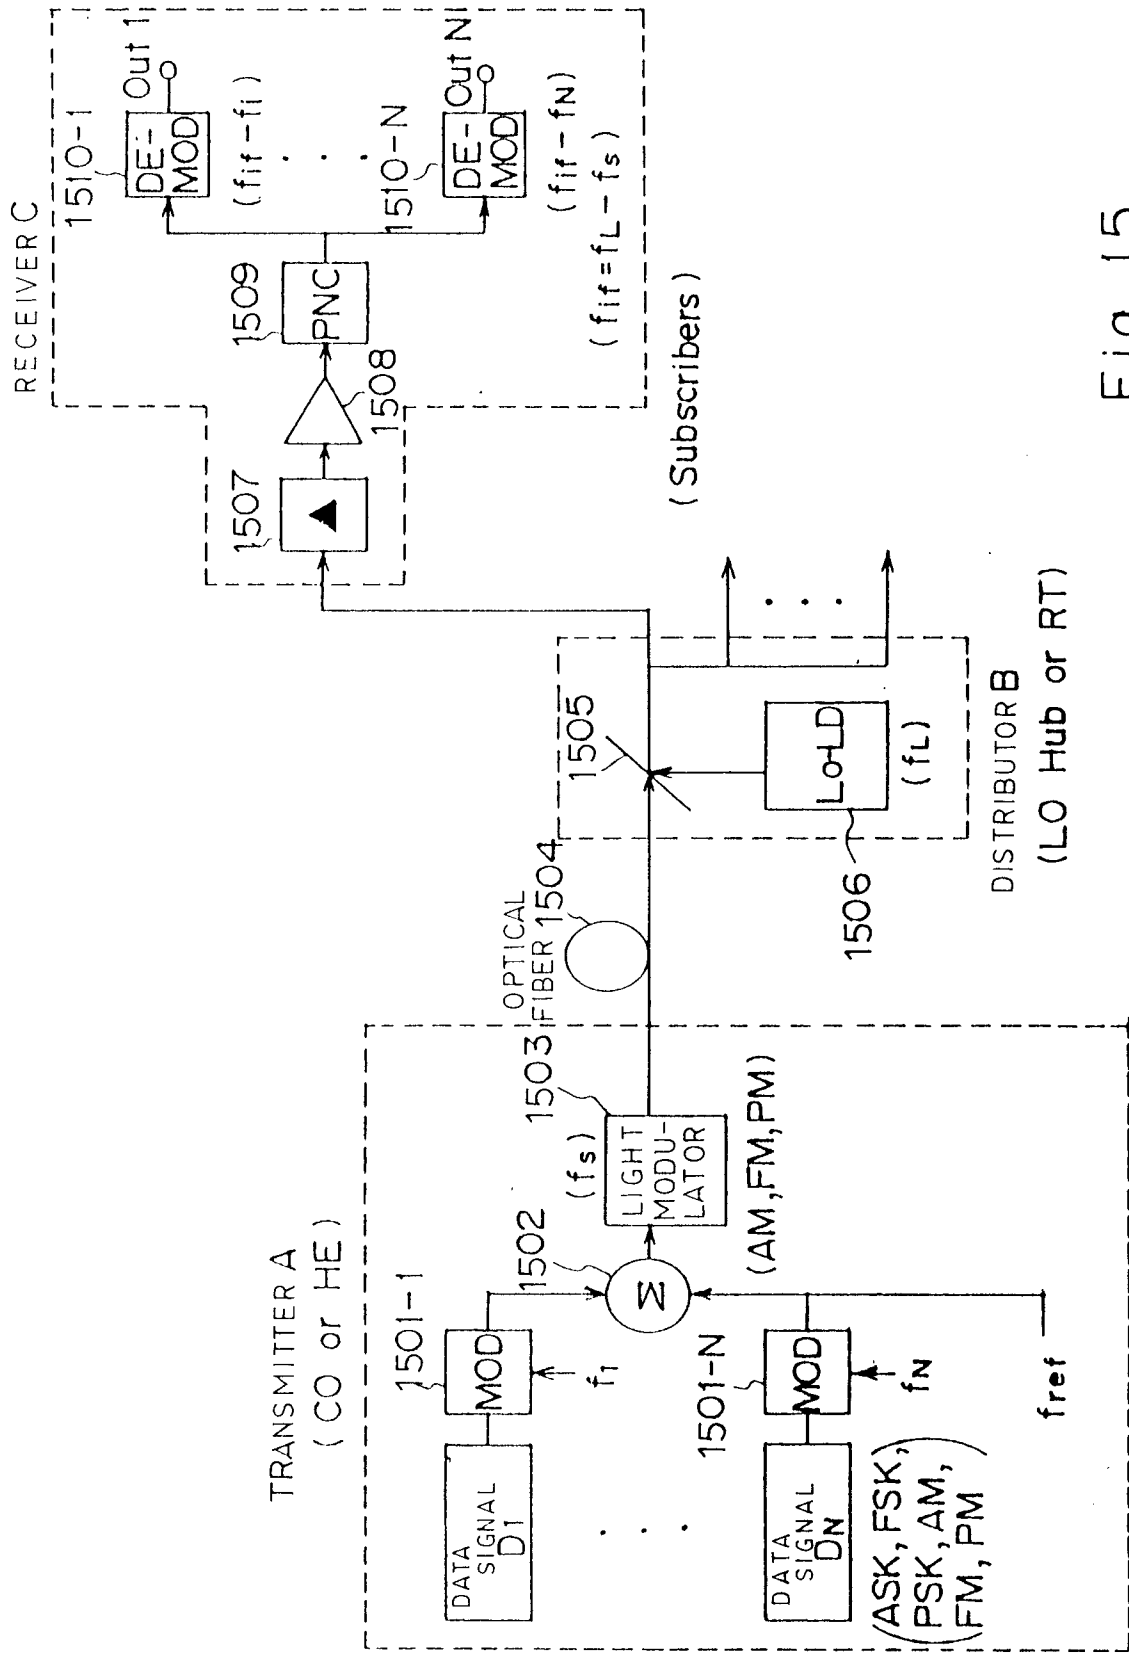 TRANSMITTER A
(CO or HE)
DATA
SIGNAL
D1
1501-1
MOD
f1
DATA
SIGNAL
DN
1501-N
MOD
fN
(ASK, FSK,
PSK, AM,
FM, PM)
fref
1502
Σ
1503
(fs)
LIGHT
MODU-
LATOR
(AM, FM, PM)
OPTICAL
FIBER 1504
1505
Lo-LD
(fL)
1506
DISTRIBUTOR B
(LO Hub or RT)
(Subscribers)
RECEIVER C
1507
1508
1509
PNC
1510-1
DE-
MOD
Out 1
(fif - fi)
1510-N
DE-
MOD
Out N
(fif - fN)
(fif = fL - fs)
Fig. 15